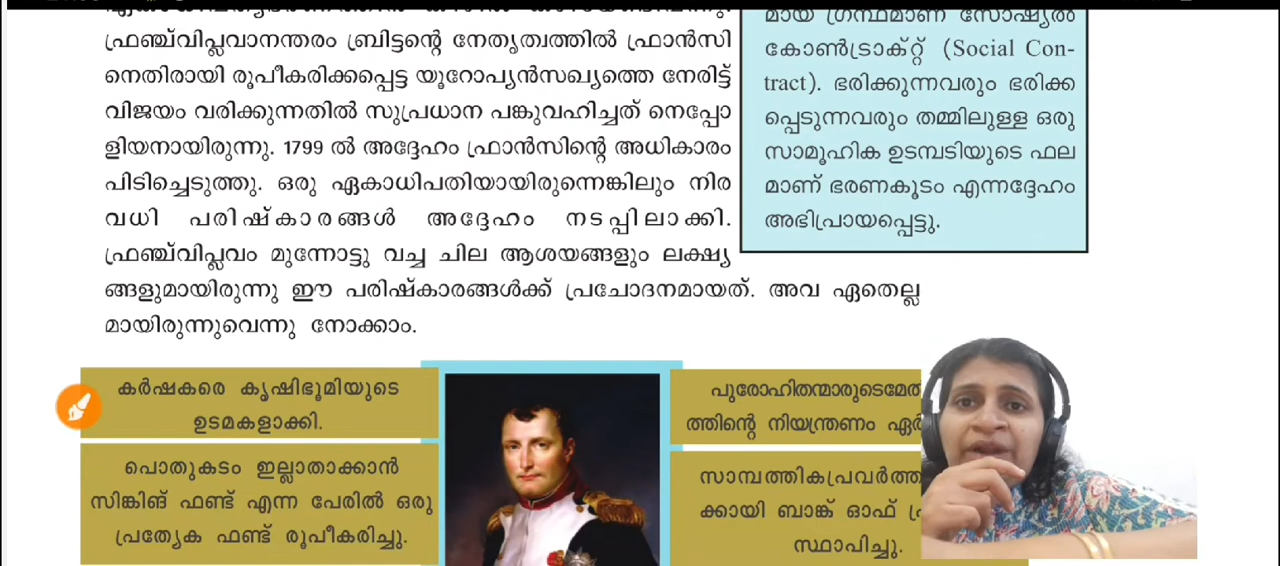 ഫ്രഞ്ച്‌വിപ്ലവാനന്തരം ബ്രിട്ടന്റെ നേതൃത്വത്തിൽ ഫ്രാൻസി
നെതിരായി രൂപീകരിക്കപ്പെട്ട യൂറോപ്യൻസഖ്യത്തെ നേരിട്ട്
വിജയം വരിക്കുന്നതിൽ സുപ്രധാന പങ്കുവഹിച്ചത് നെപ്പോ
ളിയനായിരുന്നു. 1799 ൽ അദ്ദേഹം ഫ്രാൻസിന്റെ അധികാരം
പിടിച്ചെടുത്തു. ഒരു ഏകാധിപതിയായിരുന്നെങ്കിലും നിര
വധി പരിഷ്കാരങ്ങൾ അദ്ദേഹം നടപ്പിലാക്കി.
ഫ്രഞ്ച്‌വിപ്ലവം മുന്നോട്ടു വച്ച ചില ആശയങ്ങളും ലക്ഷ്യ
ങ്ങളുമായിരുന്നു ഈ പരിഷ്കാരങ്ങൾക്ക് പ്രചോദനമായത്. അവ ഏതെല്ല
മായിരുന്നുവെന്നു നോക്കാം.
മായ ഗ്രന്ഥമാണ് സോഷ്യൽ
കോൺട്രാക്റ്റ് (Social Con-
tract). ഭരിക്കുന്നവരും ഭരിക്ക
പ്പെടുന്നവരും തമ്മിലുള്ള ഒരു
സാമൂഹിക ഉടമ്പടിയുടെ ഫല
മാണ് ഭരണകൂടം എന്നദ്ദേഹം
അഭിപ്രായപ്പെട്ടു.
കർഷകരെ കൃഷിഭൂമിയുടെ
ഉടമകളാക്കി.
പൊതുകടം ഇല്ലാതാക്കാൻ
സിങ്കിങ് ഫണ്ട് എന്ന പേരിൽ ഒരു
പ്രത്യേക ഫണ്ട് രൂപീകരിച്ചു.
പുരോഹിതന്മാരുടെമേ
ത്തിന്റെ നിയന്ത്രണം
സാമ്പത്തികപ്രവർത്ത
ക്കായി ബാങ്ക് ഓഫ്
സ്ഥാപിച്ചു.